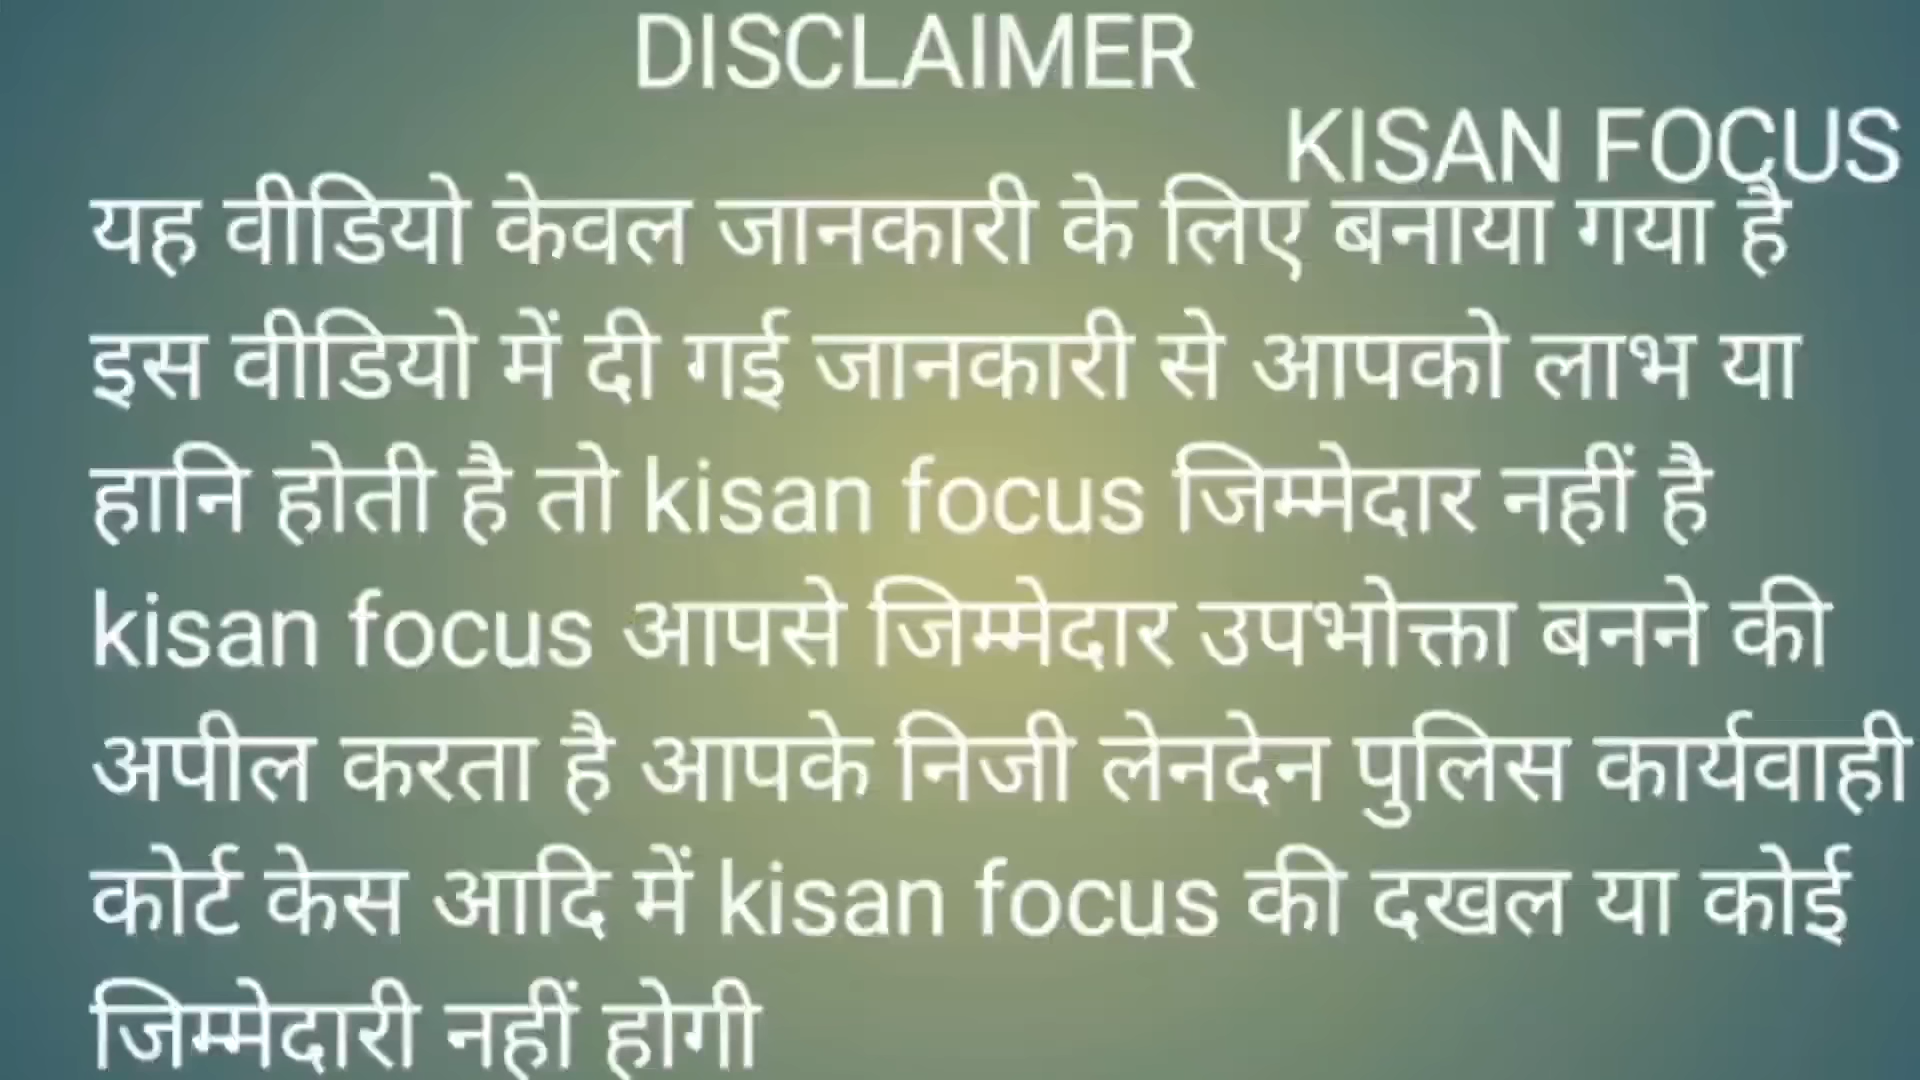 DISCLAIMER
KISAN FOCUS
यह वीडियो केवल जानकारी के लिए बनाया गया है
इस वीडियो में दी गई जानकारी से आपको लाभ या
हानि होती है तो kisan focus जिम्मेदार नहीं है
kisan focus आपसे जिम्मेदार उपभोक्ता बनने की
अपील करता है आपके निजी लेनदेन पुलिस कार्यवाही
कोर्ट केस आदि में kisan focus की दखल या कोई
जिम्मेदारी नहीं होगी